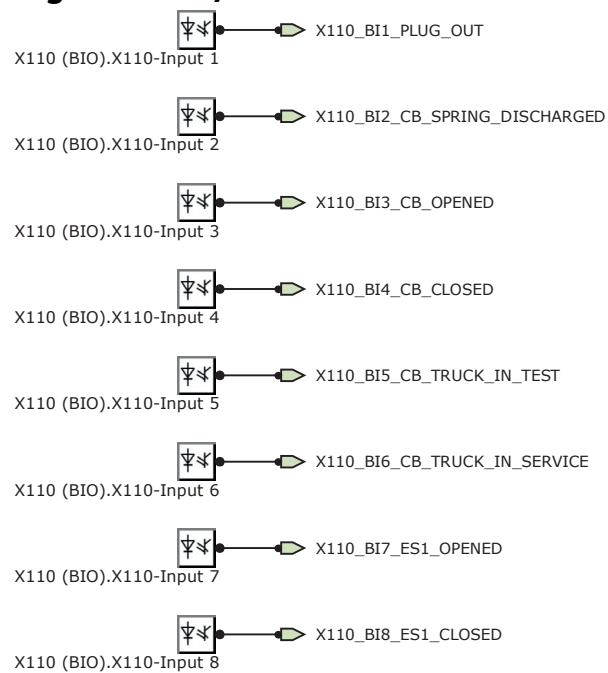 X110_BI1_PLUG_OUT
X110 (BIO).X110-Input 1
X110_BI2_CB_SPRING_DISCHARGED
X110 (BIO).X110-Input 2
X110_BI3_CB_OPENED
X110 (BIO).X110-Input 3
X110_BI4_CB_CLOSED
X110 (BIO).X110-Input 4
X110_BI5_CB_TRUCK_IN_TEST
X110 (BIO).X110-Input 5
X110_BI6_CB_TRUCK_IN_SERVICE
X110 (BIO).X110-Input 6
X110_BI7_ES1_OPENED
X110 (BIO).X110-Input 7
X110_BI8_ES1_CLOSED
X110 (BIO).X110-Input 8